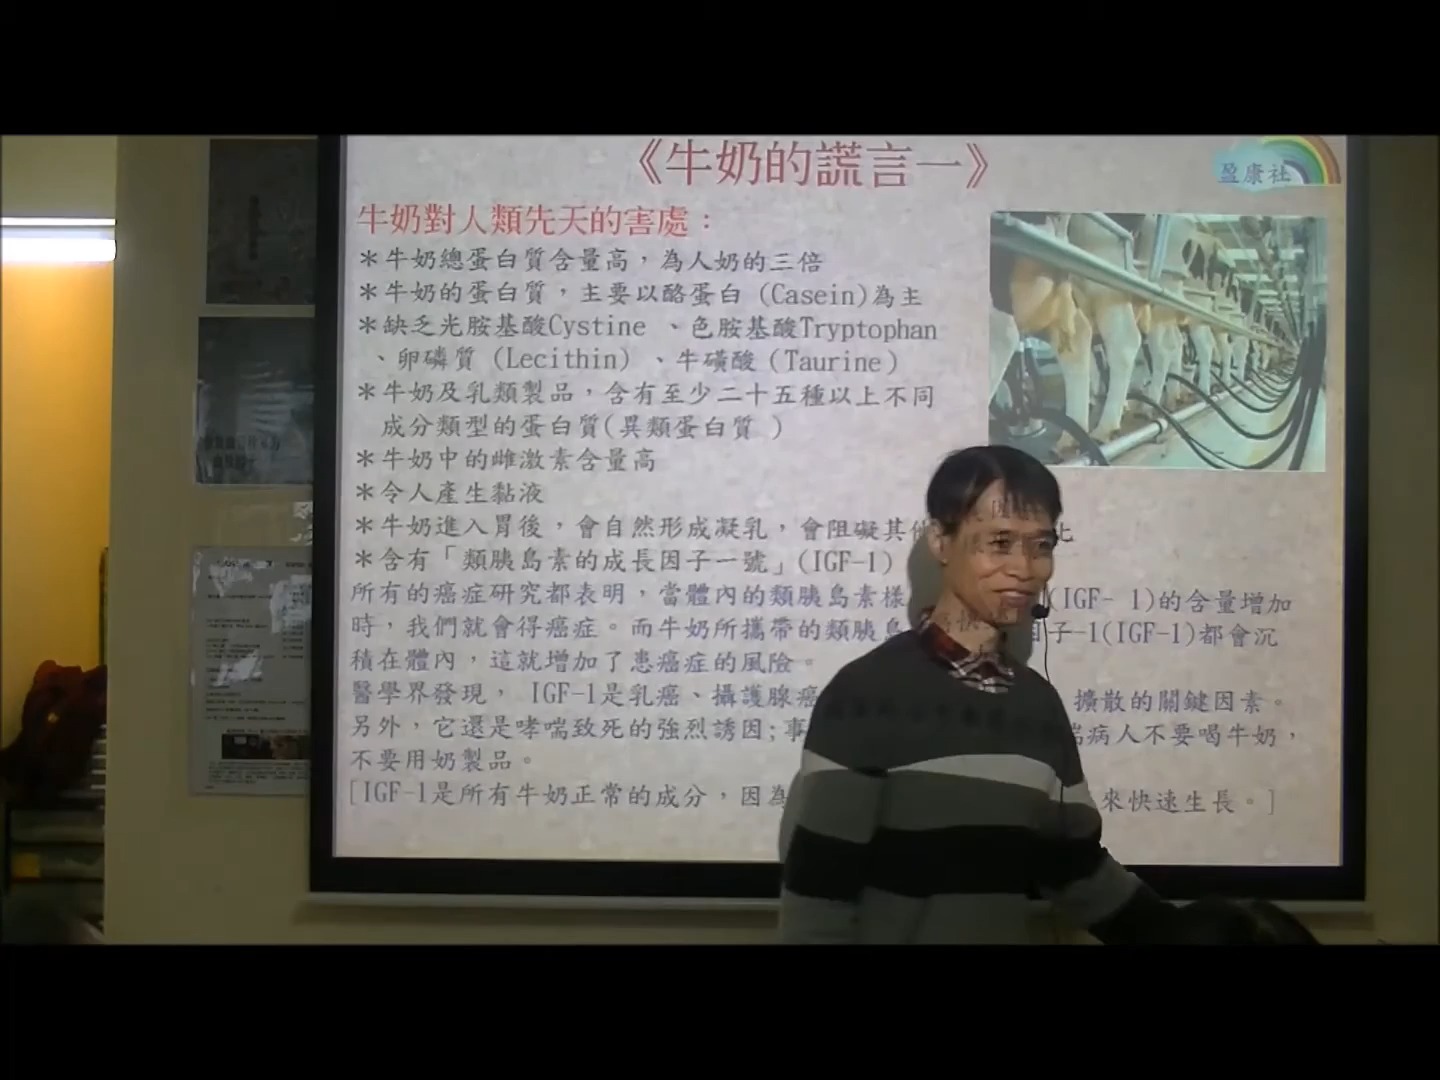 《牛奶的謊言一》
盈康社
牛奶對人類先天的害處：
＊牛奶總蛋白質含量高，為人奶的三倍
＊牛奶的蛋白質，主要以酪蛋白 (Casein)為主
＊缺乏光胺基酸Cystine 、色胺基酸Tryptophan
、卵磷質 (Lecithin) 、牛磺酸 (Taurine)
＊牛奶及乳類製品，含有至少二十五種以上不同
成分類型的蛋白質(異類蛋白質 )
＊牛奶中的雌激素含量高
＊令人產生黏液
＊牛奶進入胃後，會自然形成凝乳，會阻礙其他
＊含有「類胰島素的成長因子一號」(IGF-1)
所有的癌症研究都表明，當體內的類胰島素樣 (IGF- 1)的含量增加
時，我們就會得癌症。而牛奶所攜帶的類胰島 子-1(IGF-1)都會沉
積在體內，這就增加了患癌症的風險。
醫學界發現， IGF-1是乳癌、攝護腺癌 擴散的關鍵因素。
另外，它還是哮喘致死的強烈誘因;事 喘病人不要喝牛奶，
不要用奶製品。
[IGF-1是所有牛奶正常的成分，因為 來快速生長。]